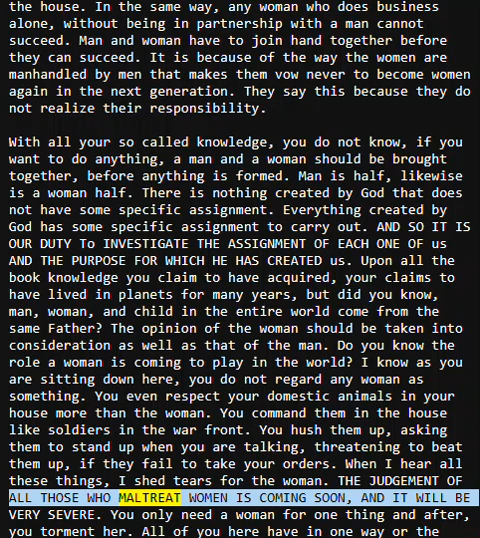 the house. In the same way, any woman who does business
alone, without being in partnership with a man cannot
succeed. Man and woman have to join hand together before
they can succeed. It is because of the way the women are
manhandled by men that makes them vow never to become women
again in the next generation. They say this because they do
not realize their responsibility.

With all your so called knowledge, you do not know, if you
want to do anything, a man and a woman should be brought
together, before anything is formed. Man is half, likewise
is a woman half. There is nothing created by God that does
not have some specific assignment. Everything created by
God has some specific assignment to carry out. AND SO IT IS
OUR DUTY To INVESTIGATE THE ASSIGNMENT OF EACH ONE OF us
AND THE PURPOSE FOR WHICH HE HAS CREATED us. Upon all the
book knowledge you claim to have acquired, your claims to
have lived in planets for many years, but did you know,
man, woman, and child in the entire world come from the
same Father? The opinion of the woman should be taken into
consideration as well as that of the man. Do you know the
role a woman is coming to play in the world? I know as you
are sitting down here, you do not regard any woman as
something. You even respect your domestic animals in your
house more than the woman. You command them in the house
like soldiers in the war front. You hush them up, asking
them to stand up when you are talking, threatening to beat
them up, if they fail to take your orders. When I hear all
these things, I shed tears for the woman. THE JUDGEMENT OF
ALL THOSE WHO MALTREAT WOMEN IS COMING SOON, AND IT WILL BE
VERY SEVERE. You only need a woman for one thing and after,
you torment her. All of you here have in one way or the